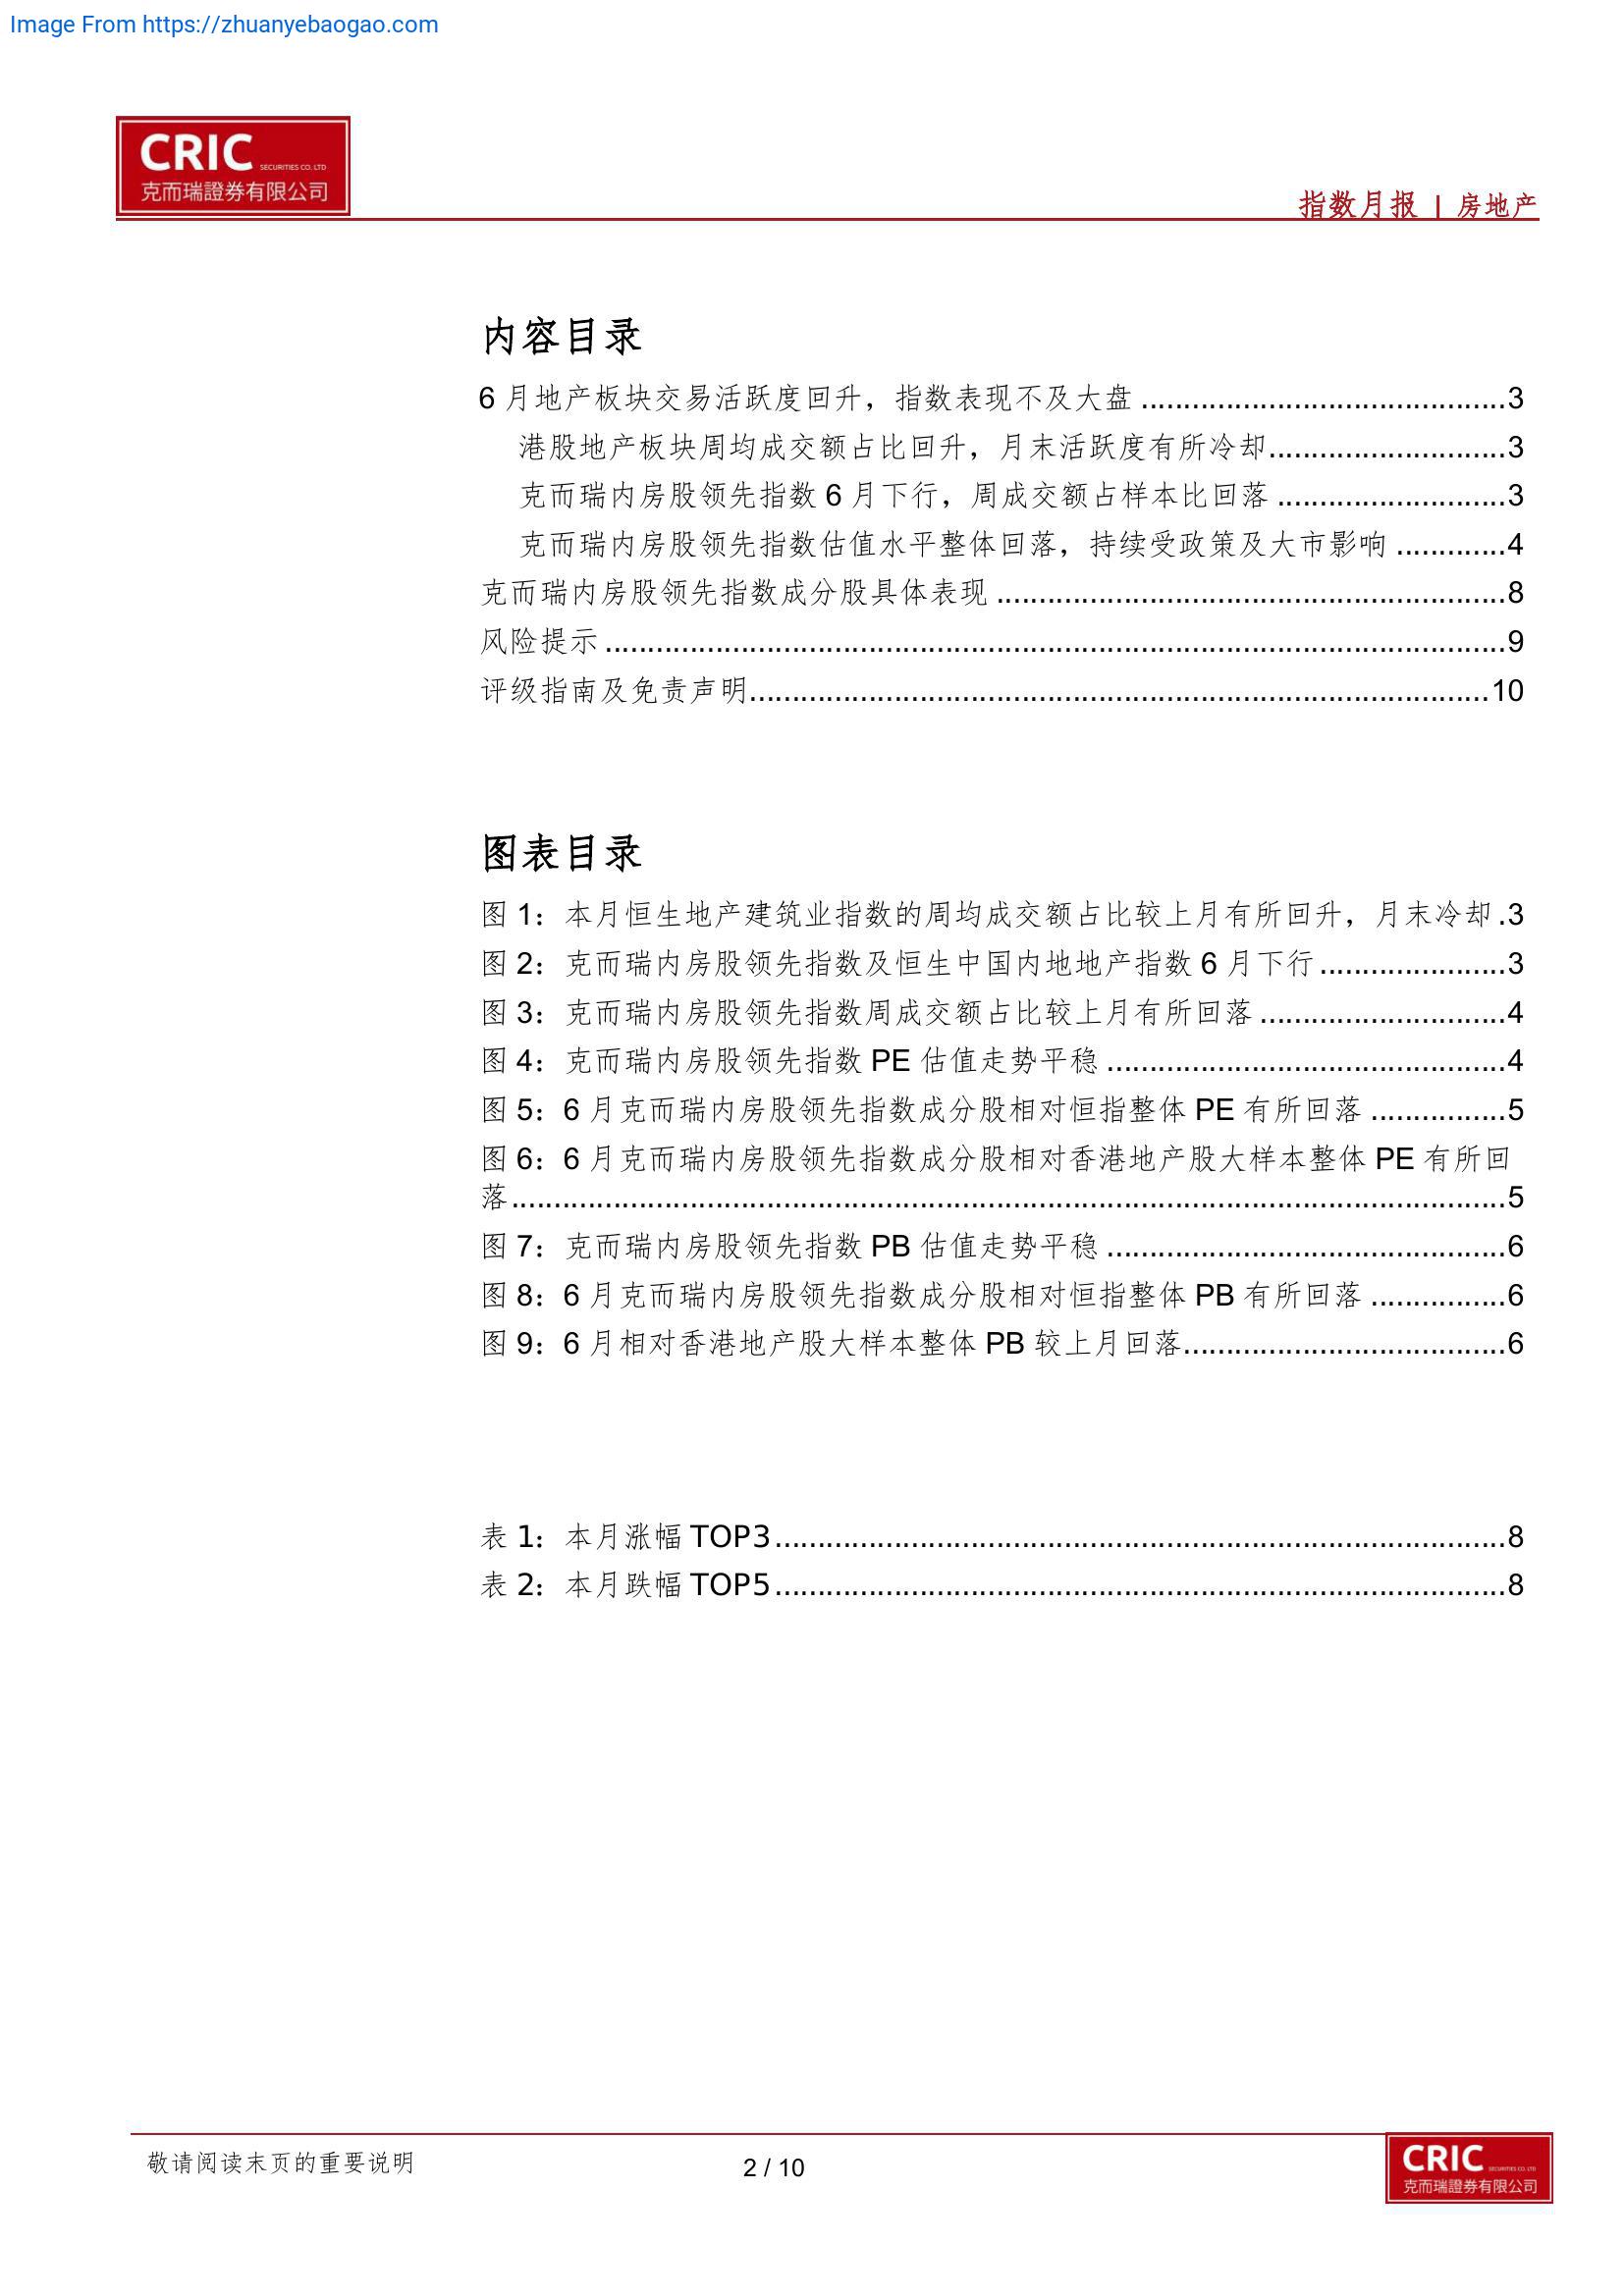 Image From https://zhuanyebaogao.com
CRIC SECURITIES CO. LTD
克而瑞證券有限公司
指数月报 | 房地产
内容目录
6 月地产板块交易活跃度回升，指数表现不及大盘 ...........................................3
港股地产板块周均成交额占比回升，月末活跃度有所冷却............................3
克而瑞内房股领先指数 6 月下行，周成交额占样本比回落 ...........................3
克而瑞内房股领先指数估值水平整体回落，持续受政策及大市影响 .............4
克而瑞内房股领先指数成分股具体表现 ............................................................8
风险提示 ..........................................................................................................9
评级指南及免责声明.......................................................................................10
图表目录
图 1：本月恒生地产建筑业指数的周均成交额占比较上月有所回升，月末冷却 .3
图 2：克而瑞内房股领先指数及恒生中国内地地产指数 6 月下行 ......................3
图 3：克而瑞内房股领先指数周成交额占比较上月有所回落 .............................4
图 4：克而瑞内房股领先指数 PE 估值走势平稳 ...............................................4
图 5：6 月克而瑞内房股领先指数成分股相对恒指整体 PE 有所回落 ................5
图 6：6 月克而瑞内房股领先指数成分股相对香港地产股大样本整体 PE 有所回
落.....................................................................................................................5
图 7：克而瑞内房股领先指数 PB 估值走势平稳 ...............................................6
图 8：6 月克而瑞内房股领先指数成分股相对恒指整体 PB 有所回落 ................6
图 9：6 月相对香港地产股大样本整体 PB 较上月回落......................................6
表 1：本月涨幅 TOP3......................................................................................8
表 2：本月跌幅 TOP5......................................................................................8
敬请阅读末页的重要说明
2 / 10
CRIC SECURITIES CO. LTD
克而瑞證券有限公司